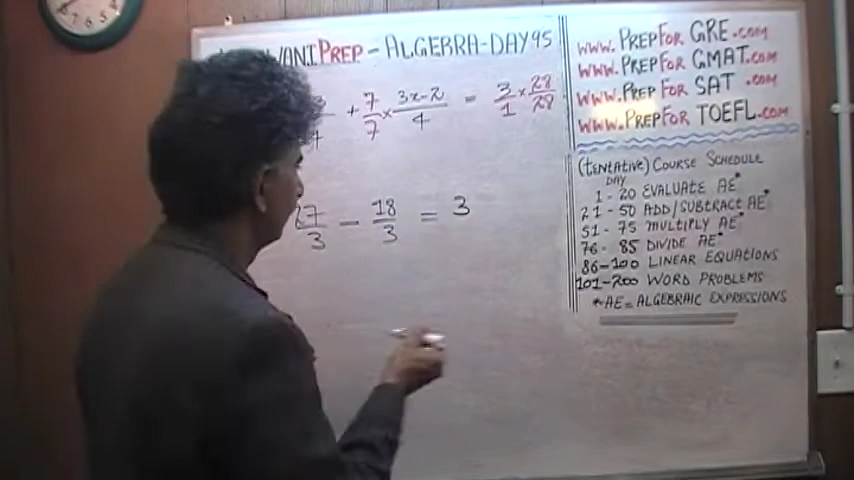 WANI PREP - ALGEBRA - DAY 95
+ 7/7 × 3x-2/4 = 3/1 × 28/28
27/3 - 18/3 = 3
www.PREPFOR GRE.COM
www.PREPFOR GMAT.COM
www.PREP FOR SAT.COM
www.PREPFOR TOEFL.COM
(TENTATIVE) COURSE SCHEDULE
DAY
1-20 EVALUATE AE*
21-50 ADD/SUBTRACT AE*
51-75 MULTIPLY AE*
76-85 DIVIDE AE*
86-100 LINEAR EQUATIONS
101-200 WORD PROBLEMS
*AE = ALGEBRAIC EXPRESSIONS